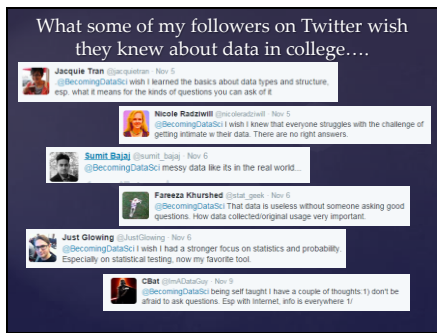 What some of my followers on Twitter wish
they knew about data in college….
Jacquie Tran @jacquietran · Nov 5
@BecomingDataSci wish I learned the basics about data types and structure,
esp. what it means for the kinds of questions you can ask of it
Nicole Radziwill @nicoleradziwill · Nov 5
@BecomingDataSci I wish I knew that everyone struggles with the challenge of
getting intimate w their data. There are no right answers.
Sumit Bajaj @sumit_bajaj · Nov 6
@BecomingDataSci messy data like its in the real world...
Fareeza Khurshed @stat_geek · Nov 6
@BecomingDataSci That data is useless without someone asking good
questions. How data collected/original usage very important.
Just Glowing @JustGlowing · Nov 6
@BecomingDataSci I wish I had a stronger focus on statistics and probability.
Especially on statistical testing, now my favorite tool.
CBat @ImADataGuy · Nov 9
@BecomingDataSci being self taught I have a couple of thoughts:1) don't be
afraid to ask questions. Esp with Internet, info is everywhere 1/